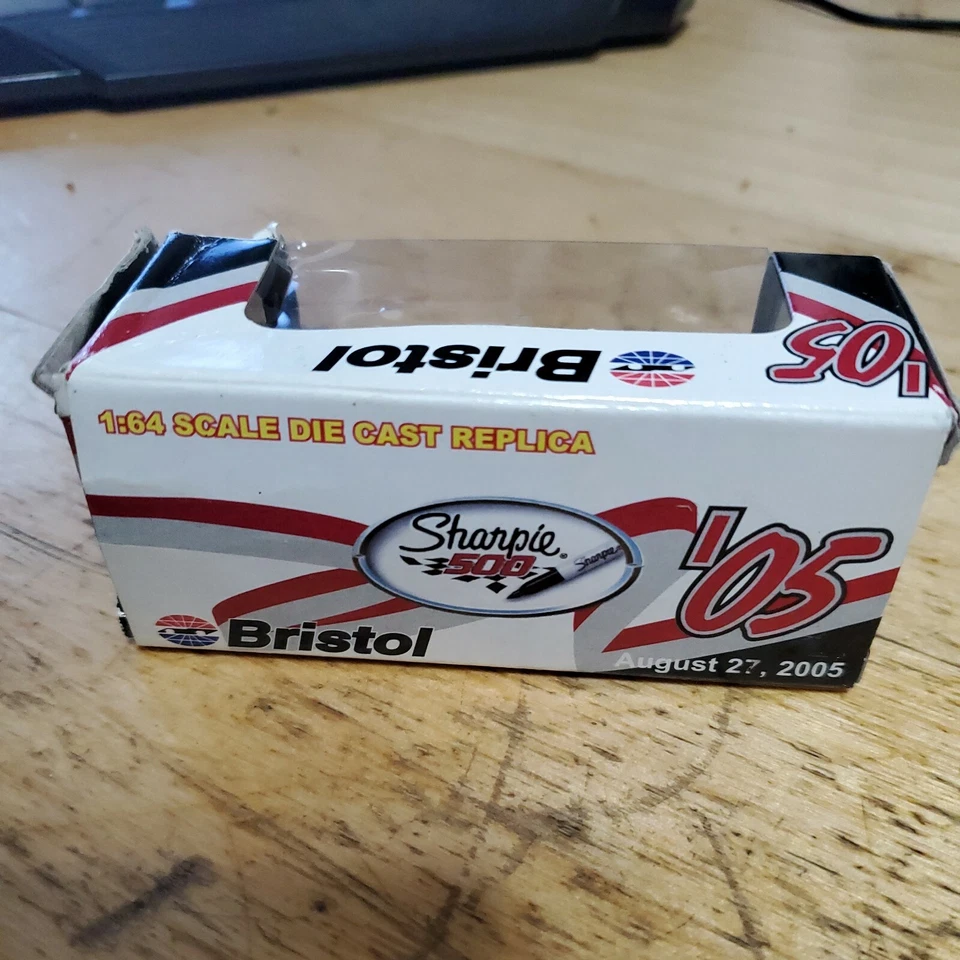 Bristol
'05
1:64 SCALE DIE CAST REPLICA
Sharpie®
500
Sharpie
'05
Bristol
August 27, 2005